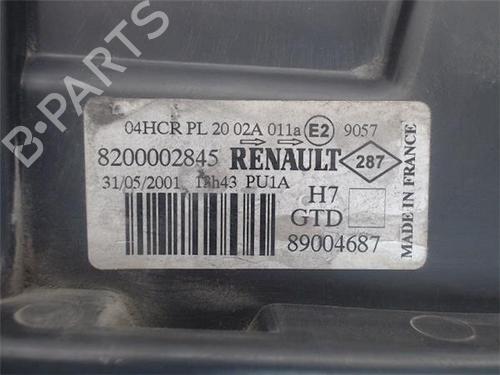 04HCR PL 20 02A 011a E2 9057
8200002845 RENAULT 287
31/05/2001 13h43 PU1A
H7
GTD
89004687
MADE IN FRANCE
B-PARTS